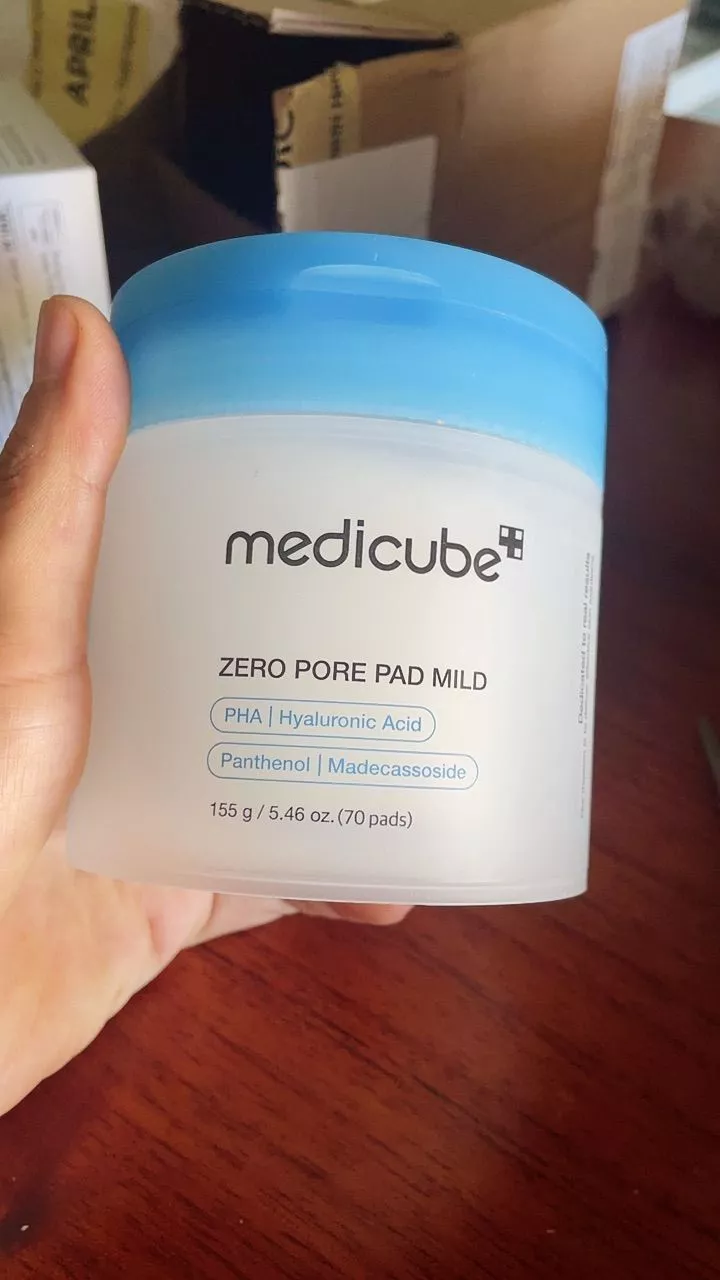 APRIL
medicube
ZERO PORE PAD MILD
PHA | Hyaluronic Acid
Panthenol | Madecassoside
155 g / 5.46 oz. (70 pads)
Dedicated to real results